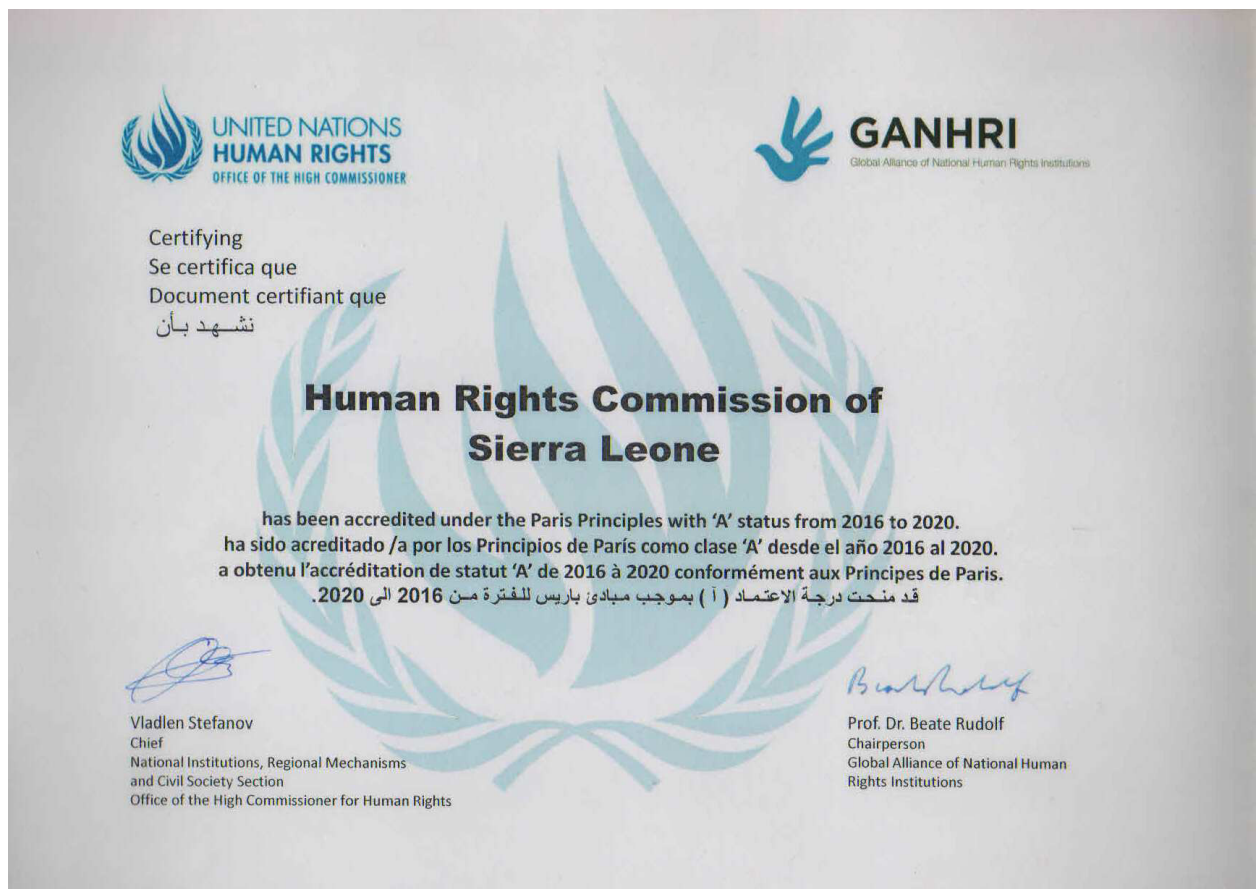 UNITED NATIONS
HUMAN RIGHTS
OFFICE OF THE HIGH COMMISSIONER
GANHRI
Global Alliance of National Human Rights Institutions
Certifying
Se certifica que
Document certifiant que
نشهد بأن
Human Rights Commission of
Sierra Leone
has been accredited under the Paris Principles with ‘A’ status from 2016 to 2020.
ha sido acreditado /a por los Principios de París como clase ‘A’ desde el año 2016 al 2020.
a obtenu l’accréditation de statut ‘A’ de 2016 à 2020 conformément aux Principes de Paris.
قد منحت درجة الاعتماد ( آ ) بموجب مبادئ باريس للفترة من 2016 الى 2020.
Vladlen Stefanov
Chief
National Institutions, Regional Mechanisms
and Civil Society Section
Office of the High Commissioner for Human Rights
Prof. Dr. Beate Rudolf
Chairperson
Global Alliance of National Human
Rights Institutions